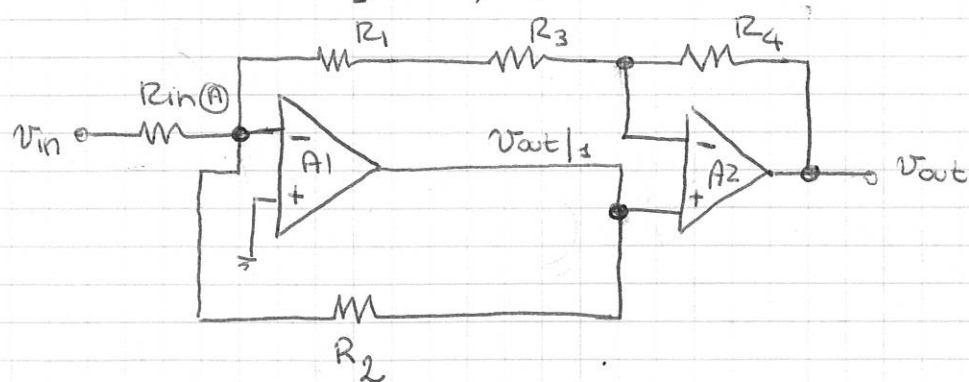 R1 R3 R4
Rin Ⓐ
vin
A1
-
+
vout|1
A2
-
+
vout
R2